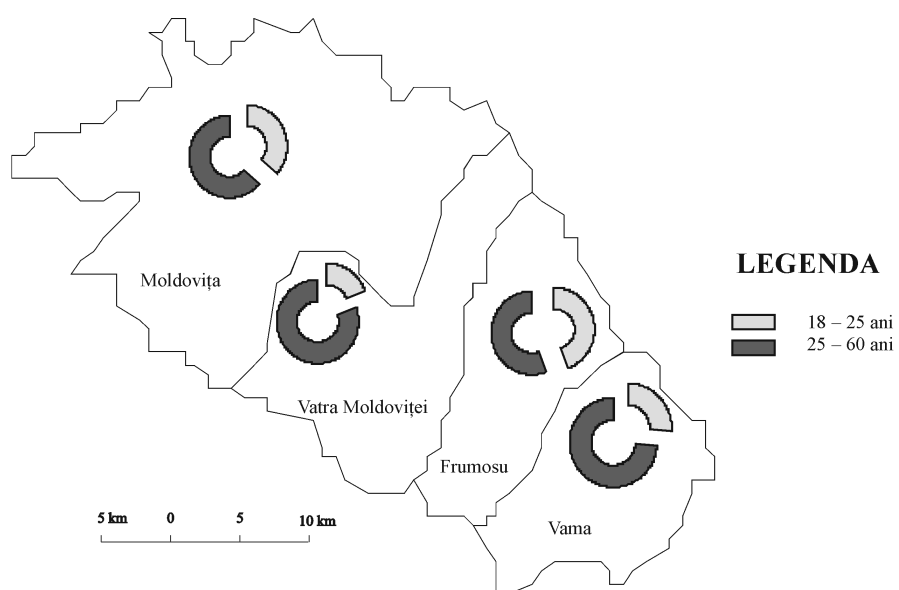 Moldovița
LEGENDA
18 – 25 ani
25 – 60 ani
Vatra Moldoviței
Frumosu
Vama
5 km 0 5 10 km